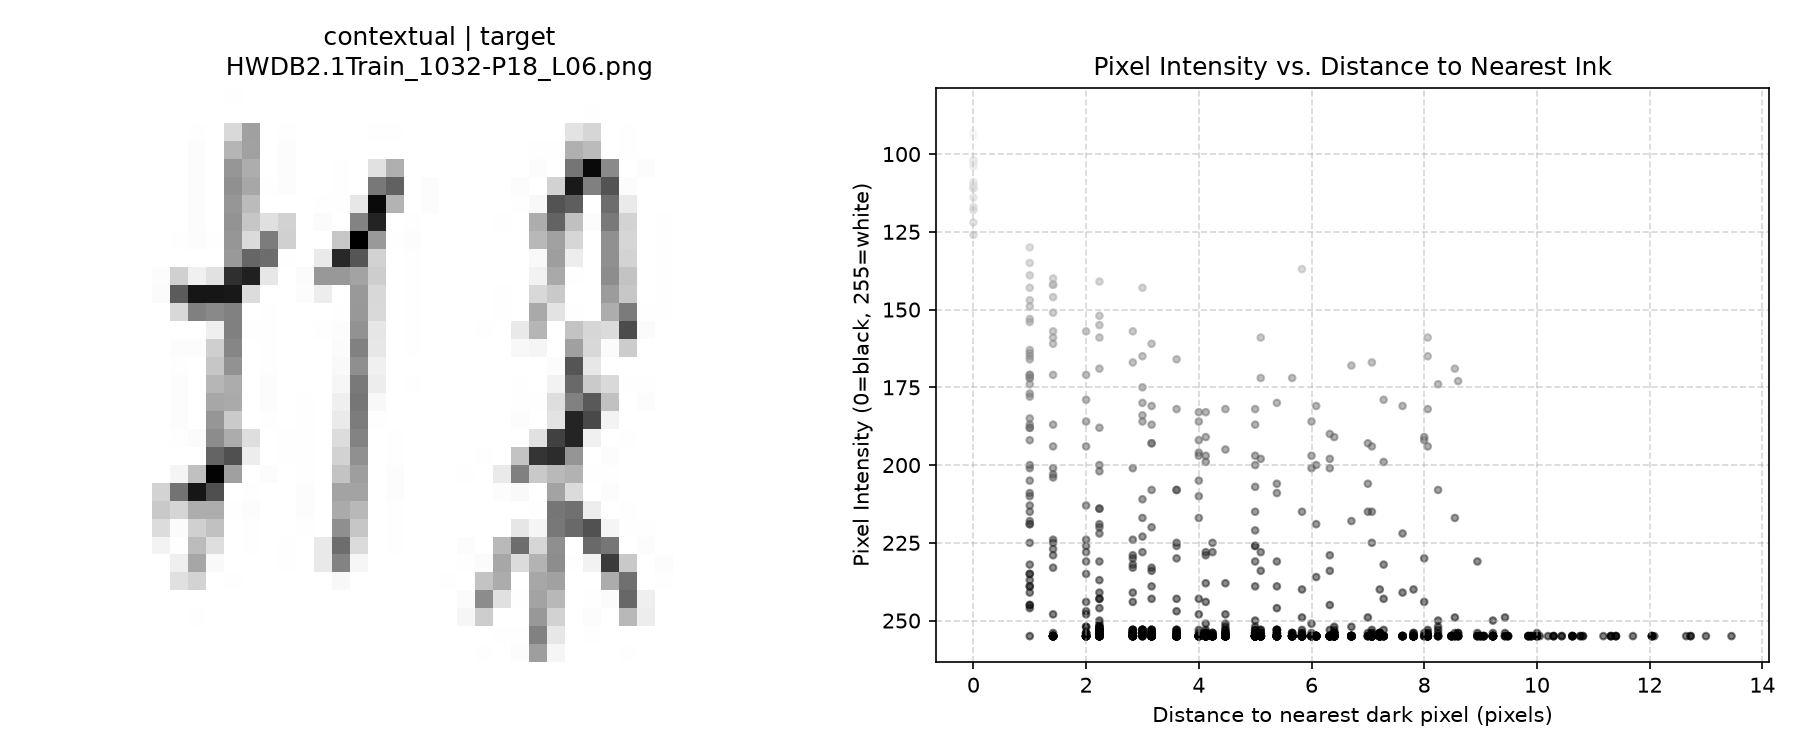 contextual | target
HWDB2.1Train_1032-P18_L06.png
Pixel Intensity vs. Distance to Nearest Ink
Pixel Intensity (0=black, 255=white)
100
125
150
175
200
225
250
0 2 4 6 8 10 12 14
Distance to nearest dark pixel (pixels)